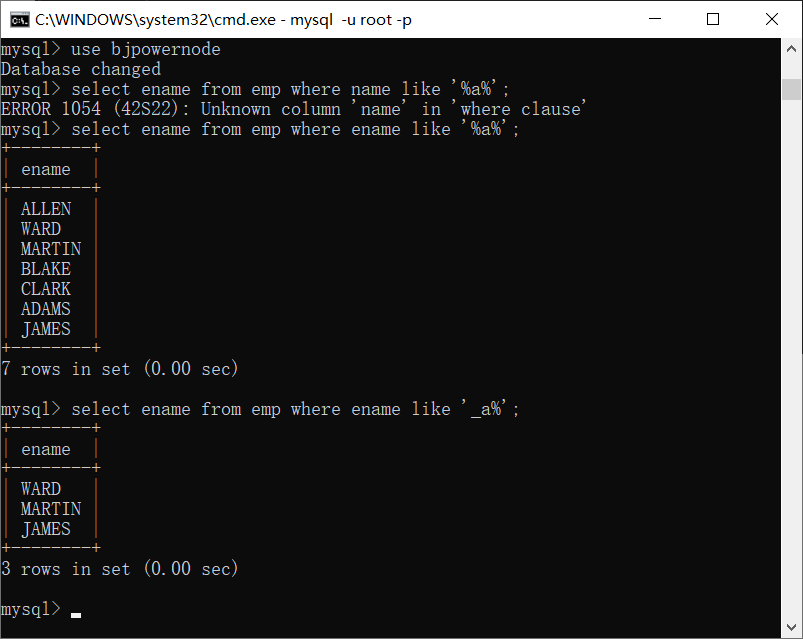 C:\WINDOWS\system32\cmd.exe - mysql  -u root -p
mysql> use bjpowernode
Database changed
mysql> select ename from emp where name like '%a%';
ERROR 1054 (42S22): Unknown column 'name' in 'where clause'
mysql> select ename from emp where ename like '%a%';
+--------+
| ename  |
+--------+
| ALLEN  |
| WARD   |
| MARTIN |
| BLAKE  |
| CLARK  |
| ADAMS  |
| JAMES  |
+--------+
7 rows in set (0.00 sec)

mysql> select ename from emp where ename like '_a%';
+--------+
| ename  |
+--------+
| WARD   |
| MARTIN |
| JAMES  |
+--------+
3 rows in set (0.00 sec)

mysql>